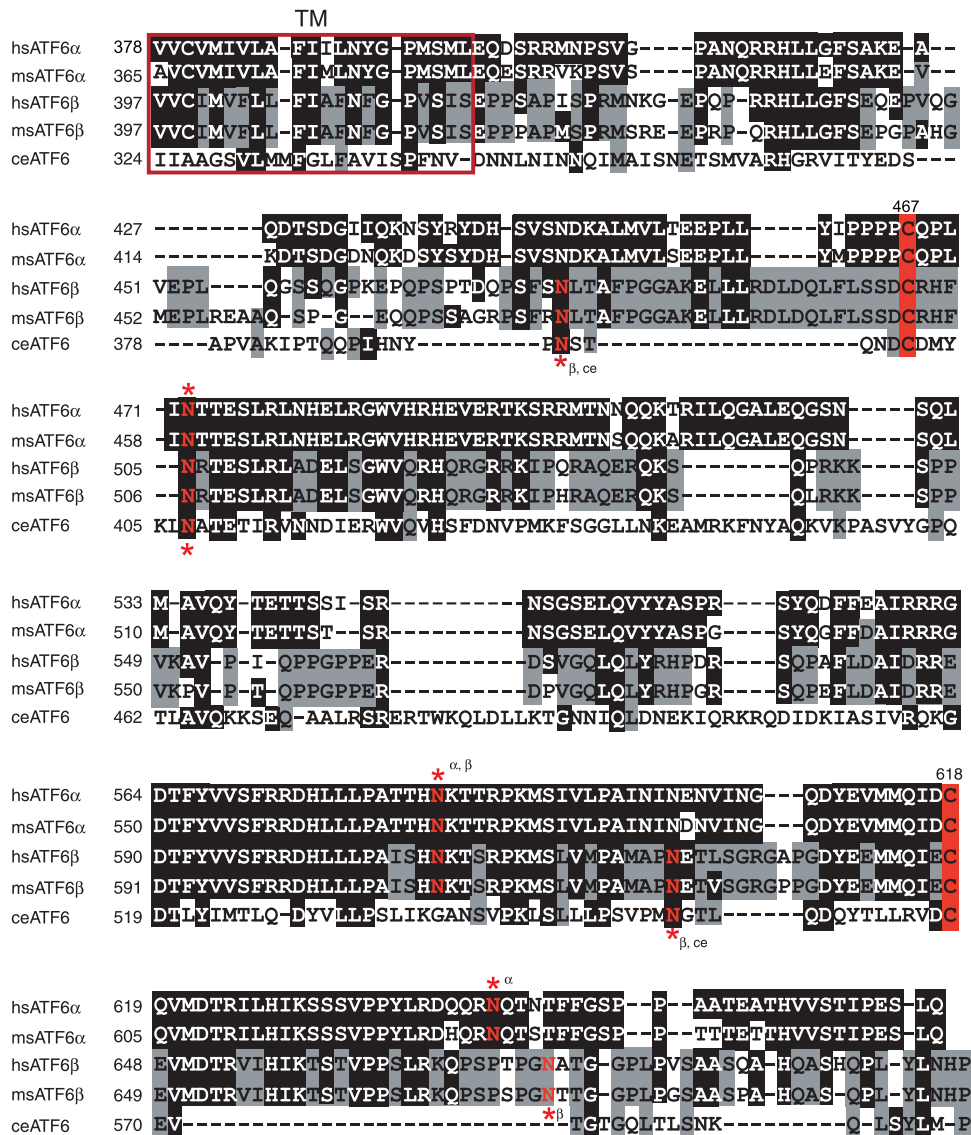 TM
hsATF6α 378 VVCVMIVLA-FIILNYG-PMSMLEQDSRRMNPSVG----PANQRRHLLGFSAKE-A--
msATF6α 365 AVCVMIVLA-FIMLNYG-PMSMLEQESRRVKPSVS----PANQRRHLLEFSAKE-V--
hsATF6β 397 VVCIMVFLL-FIAFNFG-PVSISEPPSAPISPRMNKG-EPQP-RRHLLGFSEQEPVQG
msATF6β 397 VVCIMVFLL-FIAFNFG-PVSISEPPPAPMSPRMSRE-EPRP-QRHLLGFSEPGPAHG
ceATF6 324 IIAAGSVLMMFGLFAVISPFNV-DNNLNINNQIMAISNETSMVARHGRVITYEDS---
467
hsATF6α 427 -------QDTSDGIIQKNSYRYDH-SVSNDKALMVLTEEPLL-----YIPPPPCQPL
msATF6α 414 -------KDTSDGDNQKDSYSYDH-SVSNDKALMVLSEEPLL-----YMPPPPCQPL
hsATF6β 451 VEPL----QGSSQGPKEPQPSPTDQPSFSNLTAFPGGAKELLLRDLDQLFLSSDCRHF
msATF6β 452 MEPLREAAQ-SP-G-EQQPSSAGRPSFRNLTAFPGGAKELLLRDLDQLFLSSDCRHF
ceATF6 378 ----APVAKIPTQQPIHNY-------PNST-----------------QNDCDMY
* β, ce
*
hsATF6α 471 -INTTESLRLNHELRGWVHRHEVERTKSRRMTNNQQKTRILQGALEQGSN-----SQL
msATF6α 458 -INTTESLRLNHELRGWVHRHEVERTKSRRMTNSQQKARILQGALEQGSN-----SQL
hsATF6β 505 --NRTESLRLADELSGWVQRHQRGRRKIPQRAQERQKS--------QPRKK---SPP
msATF6β 506 --NRTESLRLADELSGWVQRHQRGRRKIPHRAQERQKS--------QLRKK---SPP
ceATF6 405 KLNATETIRVNNDIERWVQVHSFDNVPMKFSGGLLNKEAMRKFNYAQKVKPASVYGPQ
*
hsATF6α 533 M-AVQY-TETTSSI-SR----------NSGSELQVYYASPR----SYQDFFEAIRRRG
msATF6α 510 M-AVQY-TETTST--SR----------NSGSELQVYYASPG----SYQGFFDAIRRRG
hsATF6β 549 VKAV-P-I-QPPGPPER----------DSVGQLQLYRHPDR----SQPAFLDAIDRRE
msATF6β 550 VKPV-P-T-QPPGPPER----------DPVGQLQLYRHPGR----SQPEFLDAIDRRE
ceATF6 462 TLAVQKKSEQ-AALRSRERTWKQLDLLKTGNNIQLDNEKIQRKRQDIDKIASIVRQKG
* α, β
618
hsATF6α 564 DTFYVVSFRRDHLLLPATTHNKTTRPKMSIVLPAININENVING---QDYEVMMQIDC
msATF6α 550 DTFYVVSFRRDHLLLPATTHNKTTRPKMSIVLPAININDNVING---QDYEVMMQIDC
hsATF6β 590 DTFYVVSFRRDHLLLPAISHNKTSRPKMSLVMPAMAPNETLSGRGAPGDYEEMMQIEC
msATF6β 591 DTFYVVSFRRDHLLLPAISHNKTSRPKMSLVMPAMAPNETVSGRGPPGDYEEMMQIEC
ceATF6 519 DTLYIMTLQ-DYVLLPSLIKGANSVPKLSLLLPSVPMNGTL------QDQYTLLRVDC
* β, ce
* α
hsATF6α 619 QVMDTRILHIKSSSVPPYLRDQQRNQTNTFFGSP--P--AATEATHVVSTIPES-LQ
msATF6α 605 QVMDTRILHIKSSSVPPYLRDHQRNQTSTFFGSP--P--TTTETTHVVSTIPES-LQ
hsATF6β 648 EVMDTRVIHIKTSTVPPSLRKQPSPTPGNATG-GPLPVSAASQA-HQASHQPL-YLNHP
msATF6β 649 EVMDTRVIHIKTSTVPPSLRKQPSPSPGNTTG-GPLPGSAASPA-HQASQ-PL-YLNHP
*β
ceATF6 570 EV----------------------------TGTGQLTLSNK--------Q-LSYLM-P